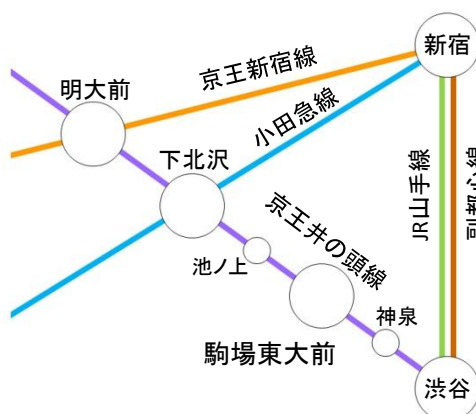 新宿
京王新宿線
明大前
小田急線
下北沢
JR山手線
京王井の頭線
池ノ上
神泉
駒場東大前
渋谷